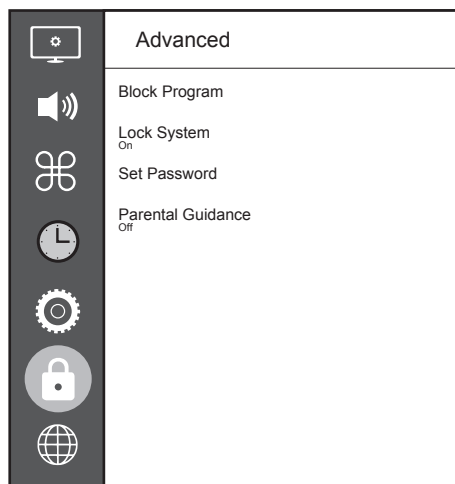 Advanced
Block Program
Lock System
On
Set Password
Parental Guidance
Off